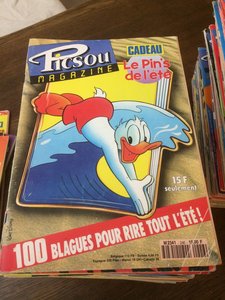 Picsou
MAGAZINE
CADEAU
Le Pin's
de l'été
15 F
seulement
100 BLAGUES POUR RIRE TOUT L'ÉTÉ !